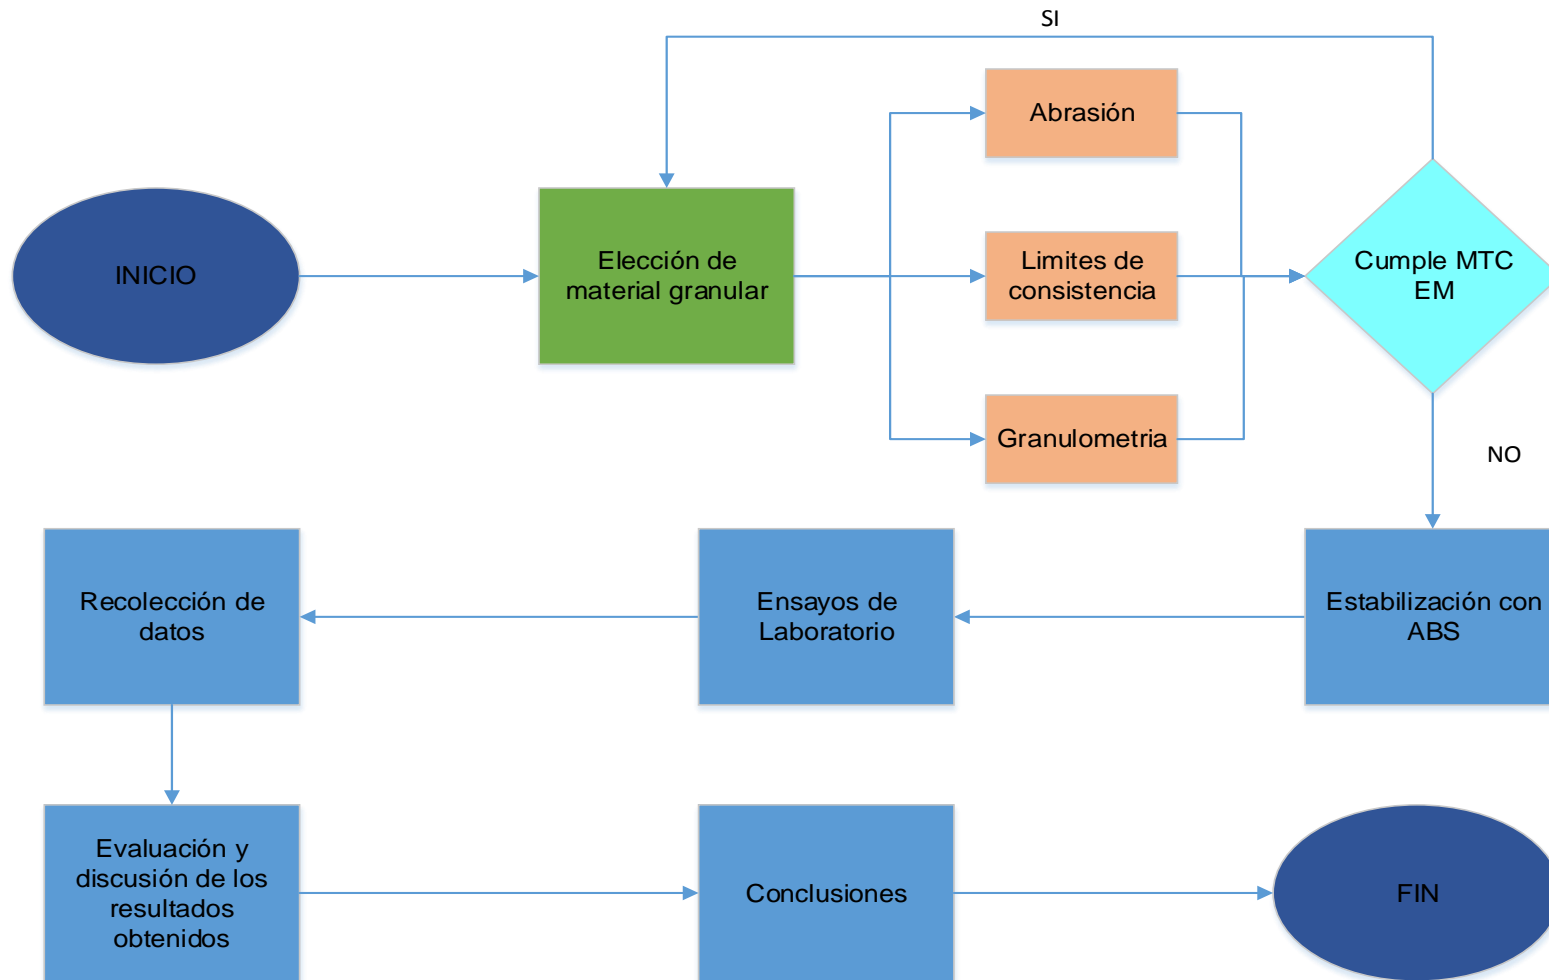 SI
Abrasión
INICIO
Elección de
material granular
Limites de
consistencia
Cumple MTC
EM
Granulometria
NO
Recolección de
datos
Ensayos de
Laboratorio
Estabilización con
ABS
Evaluación y
discusión de los
resultados
obtenidos
Conclusiones
FIN